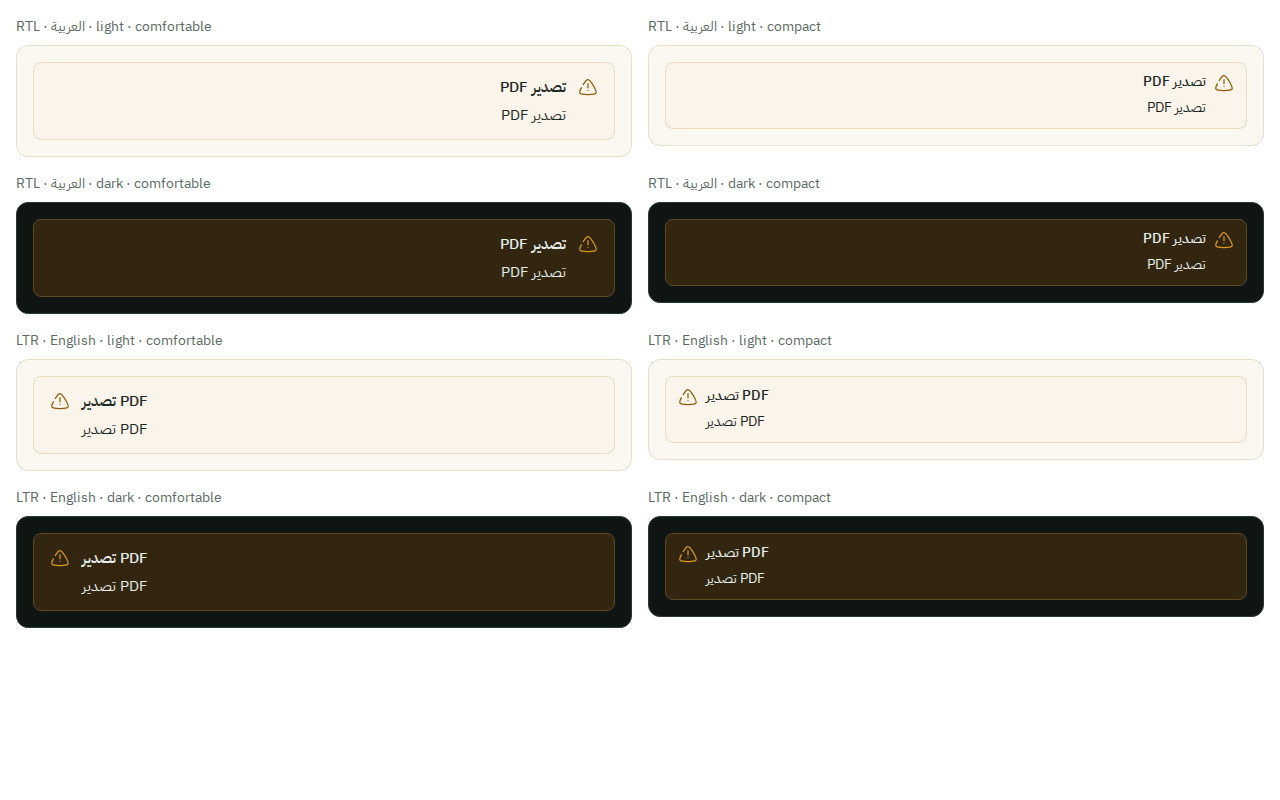 RTL · العربية · light · comfortable
تصدير PDF
تصدير PDF
RTL · العربية · light · compact
تصدير PDF
تصدير PDF
RTL · العربية · dark · comfortable
تصدير PDF
تصدير PDF
RTL · العربية · dark · compact
تصدير PDF
تصدير PDF
LTR · English · light · comfortable
تصدير PDF
تصدير PDF
LTR · English · light · compact
تصدير PDF
تصدير PDF
LTR · English · dark · comfortable
تصدير PDF
تصدير PDF
LTR · English · dark · compact
تصدير PDF
تصدير PDF